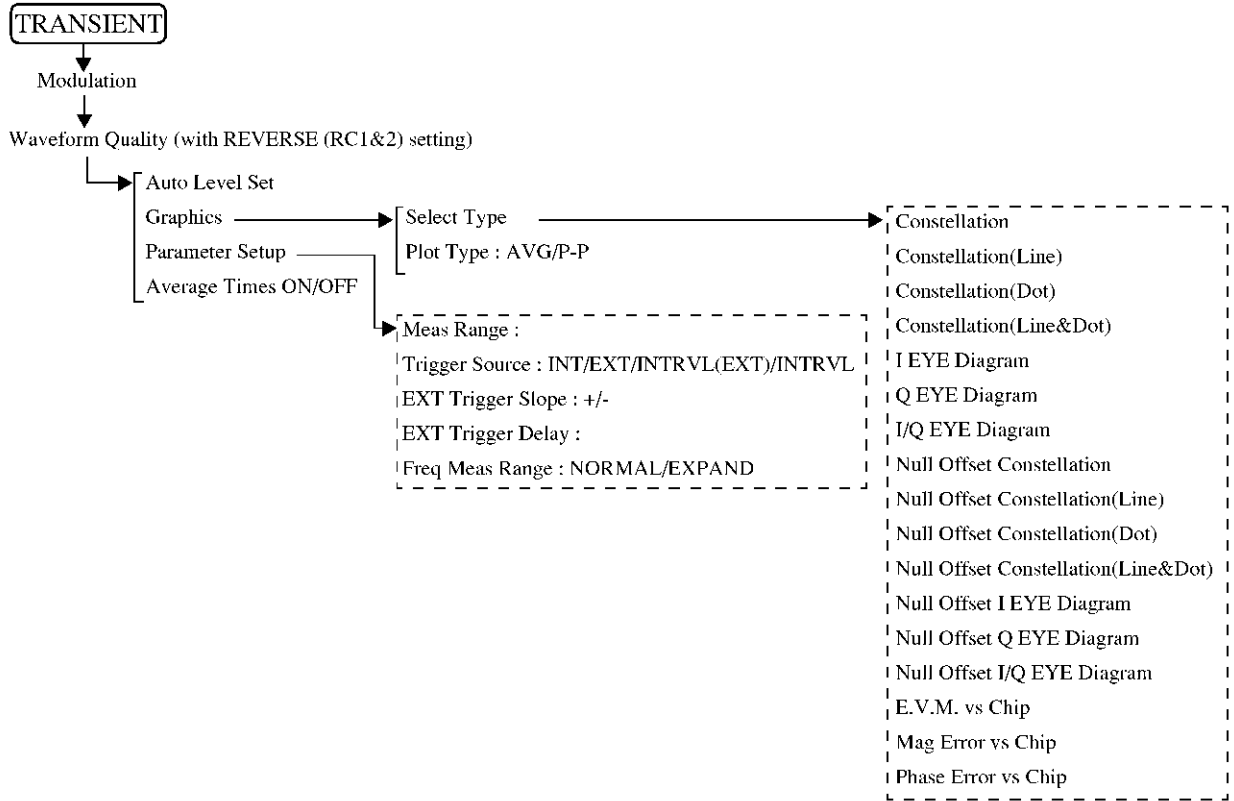 TRANSIENT
Modulation
Waveform Quality (with REVERSE (RC1&2) setting)
Auto Level Set
Graphics
Parameter Setup
Average Times ON/OFF
Select Type
Plot Type : AVG/P-P
Meas Range :
Trigger Source : INT/EXT/INTRVL(EXT)/INTRVL
EXT Trigger Slope : +/-
EXT Trigger Delay :
Freq Meas Range : NORMAL/EXPAND
Constellation
Constellation(Line)
Constellation(Dot)
Constellation(Line&Dot)
I EYE Diagram
Q EYE Diagram
I/Q EYE Diagram
Null Offset Constellation
Null Offset Constellation(Line)
Null Offset Constellation(Dot)
Null Offset Constellation(Line&Dot)
Null Offset I EYE Diagram
Null Offset Q EYE Diagram
Null Offset I/Q EYE Diagram
E.V.M. vs Chip
Mag Error vs Chip
Phase Error vs Chip